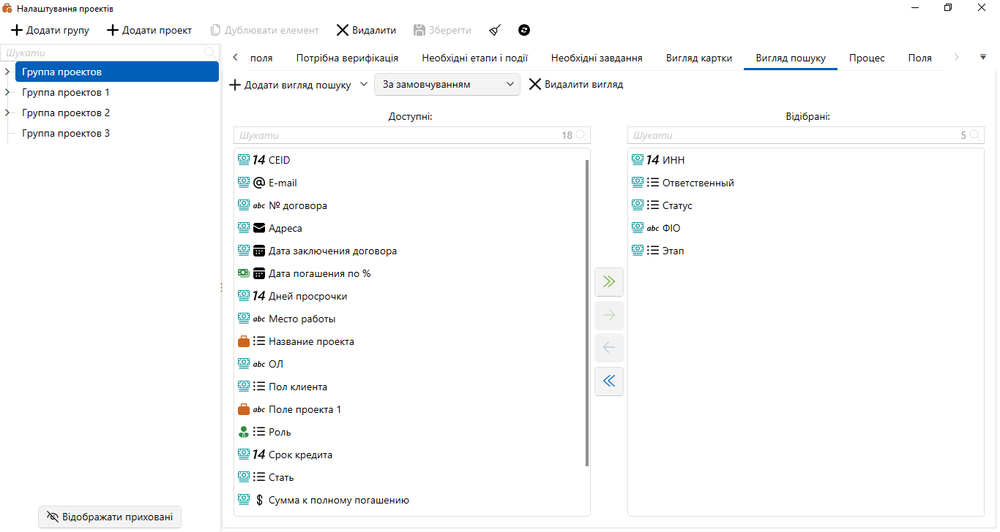 Налаштування проектів
Додати групу Додати проект Дублювати елемент Видалити Зберегти
Шукати
Группа проектов
Группа проектов 1
Группа проектов 2
Группа проектов 3
Відображати приховані
поля Потрібна верифікація Необхідні етапи і події Необхідні завдання Вигляд картки Вигляд пошуку Процес Поля
Додати вигляд пошуку За замовчуванням Видалити вигляд
Доступні:
Шукати 18
14 CEID
@ E-mail
abc № договора
Адреса
Дата заключения договора
Дата погашения по %
14 Дней просрочки
abc Место работы
Название проекта
abc ОЛ
Пол клиента
abc Поле проекта 1
Роль
14 Срок кредита
Стать
$ Сумма к полному погашению
Відібрані:
Шукати 5
14 ИНН
Ответственный
Статус
abc ФІО
Этап